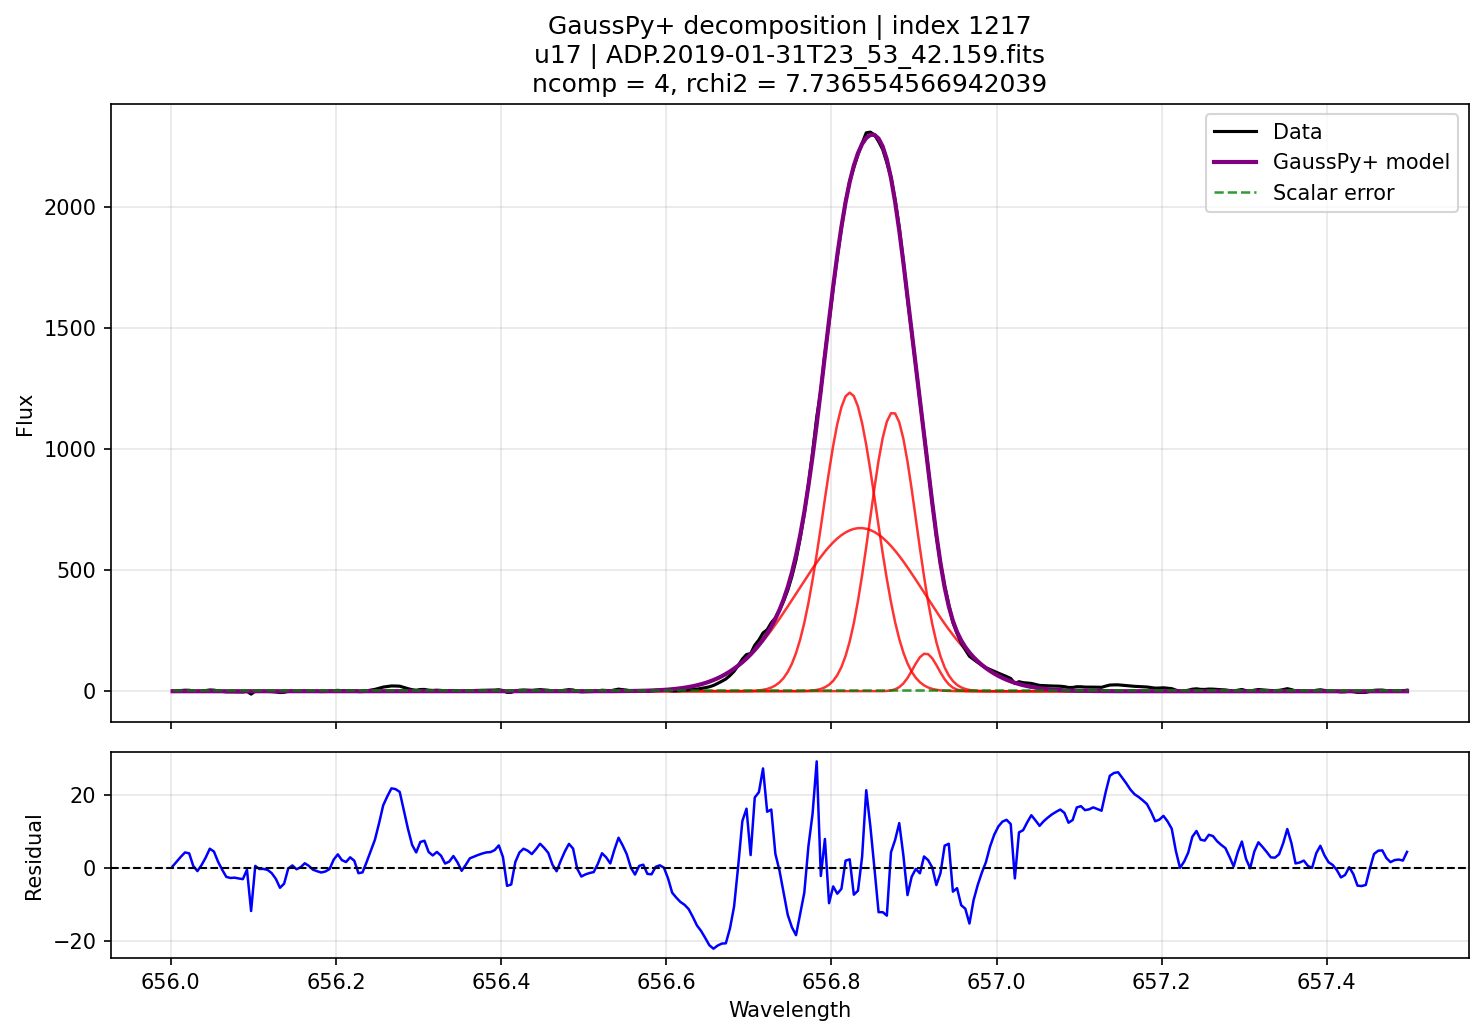 GaussPy+ decomposition | index 1217
u17 | ADP.2019-01-31T23_53_42.159.fits
ncomp = 4, rchi2 = 7.736554566942039
Data
GaussPy+ model
Scalar error
Flux
2000
1500
1000
500
0
Residual
20
0
−20
656.0 656.2 656.4 656.6 656.8 657.0 657.2 657.4
Wavelength